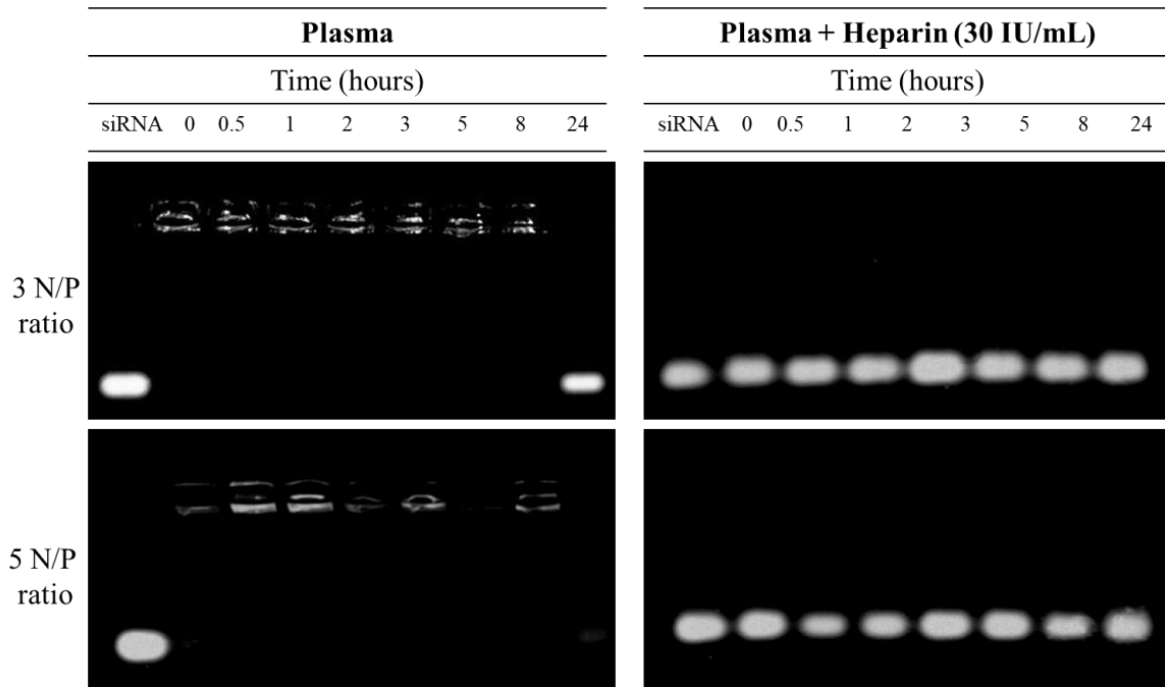 Plasma
Time (hours)
siRNA 0 0.5 1 2 3 5 8 24
Plasma + Heparin (30 IU/mL)
Time (hours)
siRNA 0 0.5 1 2 3 5 8 24
3 N/P
ratio
5 N/P
ratio